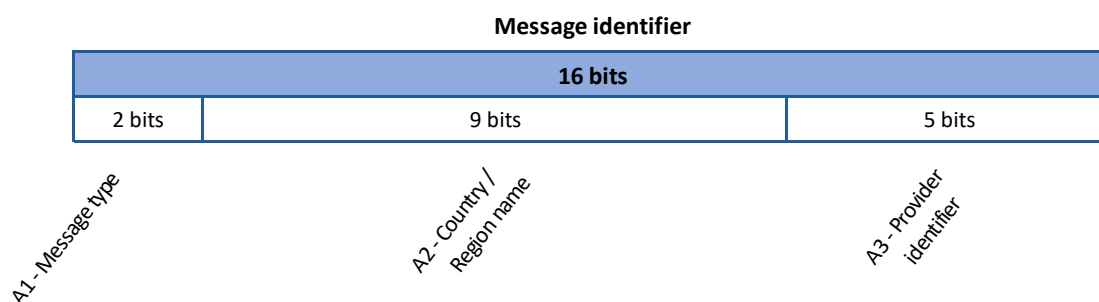 Message identifier
16 bits
2 bits
9 bits
5 bits
A1 - Message type
A2 - Country /
Region name
A3 - Provider
identifier